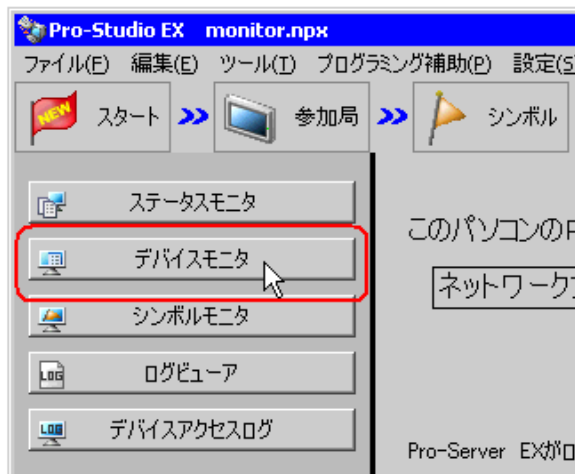 Pro-Studio EX monitor.npx
ファイル(F) 編集(E) ツール(T) プログラミング補助(P) 設定(S
NEW スタート 参加局 シンボル
ステータスモニタ
このパソコンの
デバイスモニタ
ネットワーク
シンボルモニタ
LOG ログビューア
LOG デバイスアクセスログ
Pro-Server EXが